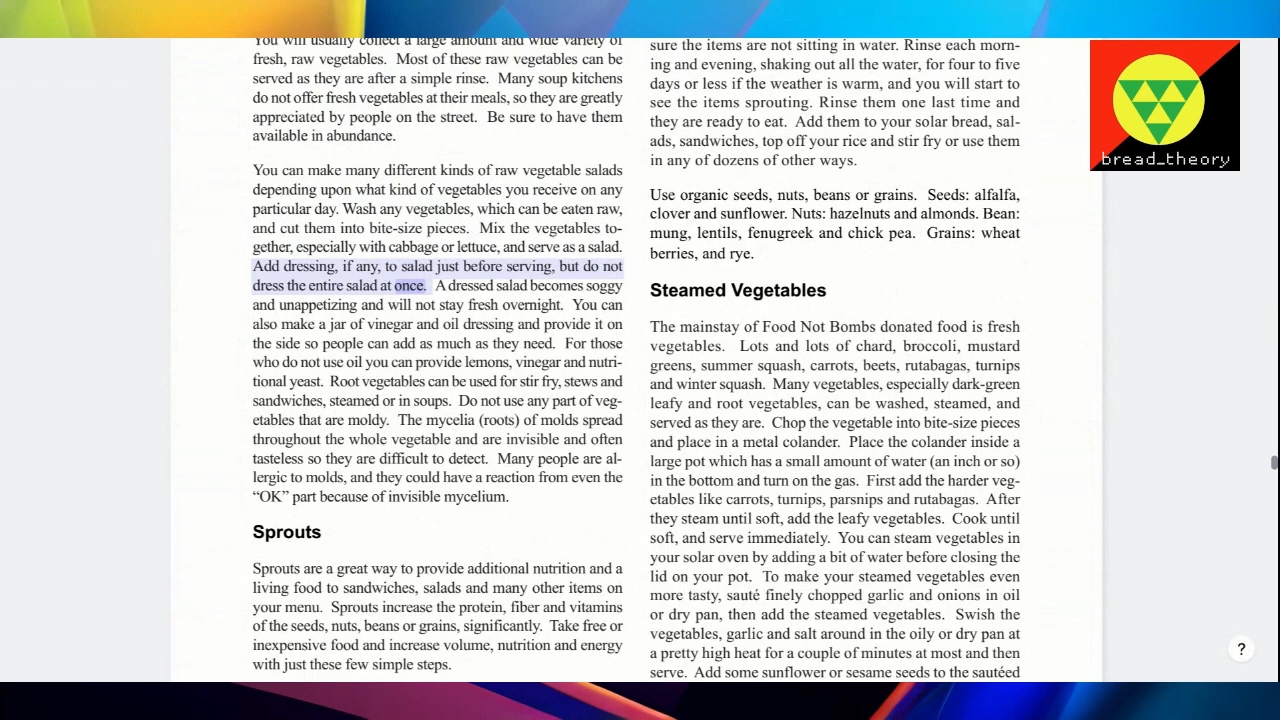 You will usually collect a large amount and wide variety of
fresh, raw vegetables. Most of these raw vegetables can be
served as they are after a simple rinse. Many soup kitchens
do not offer fresh vegetables at their meals, so they are greatly
appreciated by people on the street. Be sure to have them
available in abundance.
You can make many different kinds of raw vegetable salads
depending upon what kind of vegetables you receive on any
particular day. Wash any vegetables, which can be eaten raw,
and cut them into bite-size pieces. Mix the vegetables to-
gether, especially with cabbage or lettuce, and serve as a salad.
Add dressing, if any, to salad just before serving, but do not
dress the entire salad at once. A dressed salad becomes soggy
and unappetizing and will not stay fresh overnight. You can
also make a jar of vinegar and oil dressing and provide it on
the side so people can add as much as they need. For those
who do not use oil you can provide lemons, vinegar and nutri-
tional yeast. Root vegetables can be used for stir fry, stews and
sandwiches, steamed or in soups. Do not use any part of veg-
etables that are moldy. The mycelia (roots) of molds spread
throughout the whole vegetable and are invisible and often
tasteless so they are difficult to detect. Many people are al-
lergic to molds, and they could have a reaction from even the
“OK” part because of invisible mycelium.
Sprouts
Sprouts are a great way to provide additional nutrition and a
living food to sandwiches, salads and many other items on
your menu. Sprouts increase the protein, fiber and vitamins
of the seeds, nuts, beans or grains, significantly. Take free or
inexpensive food and increase volume, nutrition and energy
with just these few simple steps.
sure the items are not sitting in water. Rinse each morn-
ing and evening, shaking out all the water, for four to five
days or less if the weather is warm, and you will start to
see the items sprouting. Rinse them one last time and
they are ready to eat. Add them to your solar bread, sal-
ads, sandwiches, top off your rice and stir fry or use them
in any of dozens of other ways.
Use organic seeds, nuts, beans or grains. Seeds: alfalfa,
clover and sunflower. Nuts: hazelnuts and almonds. Bean:
mung, lentils, fenugreek and chick pea. Grains: wheat
berries, and rye.
Steamed Vegetables
The mainstay of Food Not Bombs donated food is fresh
vegetables. Lots and lots of chard, broccoli, mustard
greens, summer squash, carrots, beets, rutabagas, turnips
and winter squash. Many vegetables, especially dark-green
leafy and root vegetables, can be washed, steamed, and
served as they are. Chop the vegetable into bite-size pieces
and place in a metal colander. Place the colander inside a
large pot which has a small amount of water (an inch or so)
in the bottom and turn on the gas. First add the harder veg-
etables like carrots, turnips, parsnips and rutabagas. After
they steam until soft, add the leafy vegetables. Cook until
soft, and serve immediately. You can steam vegetables in
your solar oven by adding a bit of water before closing the
lid on your pot. To make your steamed vegetables even
more tasty, sauté finely chopped garlic and onions in oil
or dry pan, then add the steamed vegetables. Swish the
vegetables, garlic and salt around in the oily or dry pan at
a pretty high heat for a couple of minutes at most and then
serve. Add some sunflower or sesame seeds to the sautéed
bread_theory
?